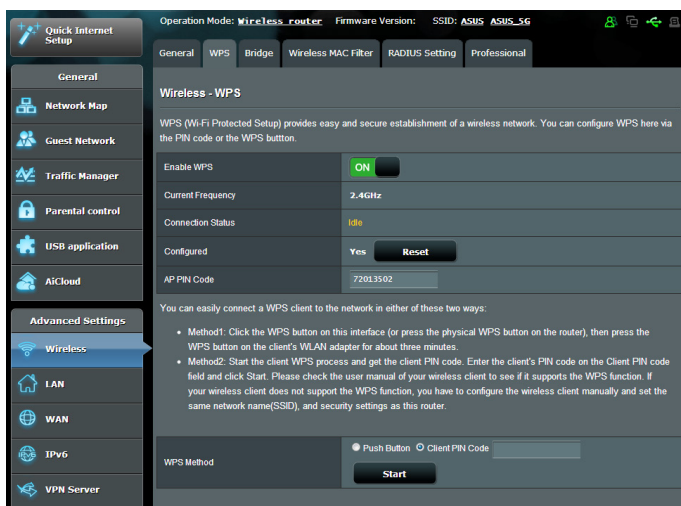 Quick Internet
Setup
Operation Mode: Wireless router Firmware Version: SSID: ASUS ASUS_5G
General WPS Bridge Wireless MAC Filter RADIUS Setting Professional
General
Network Map
Guest Network
Traffic Manager
Parental control
USB application
AiCloud
Advanced Settings
Wireless
LAN
WAN
IPv6
VPN Server
Wireless - WPS
WPS (Wi-Fi Protected Setup) provides easy and secure establishment of a wireless network. You can configure WPS here via
the PIN code or the WPS buttton.
Enable WPS ON
Current Frequency 2.4GHz
Connection Status Idle
Configured Yes Reset
AP PIN Code 72013502
You can easily connect a WPS client to the network in either of these two ways:
• Method1: Click the WPS button on this interface (or press the physical WPS button on the router), then press the
WPS button on the client's WLAN adapter for about three minutes.
• Method2: Start the client WPS process and get the client PIN code. Enter the client's PIN code on the Client PIN code
field and click Start. Please check the user manual of your wireless client to see if it supports the WPS function. If
your wireless client does not support the WPS function, you have to configure the wireless client manually and set the
same network name(SSID), and security settings as this router.
WPS Method Push Button Client PIN Code
Start